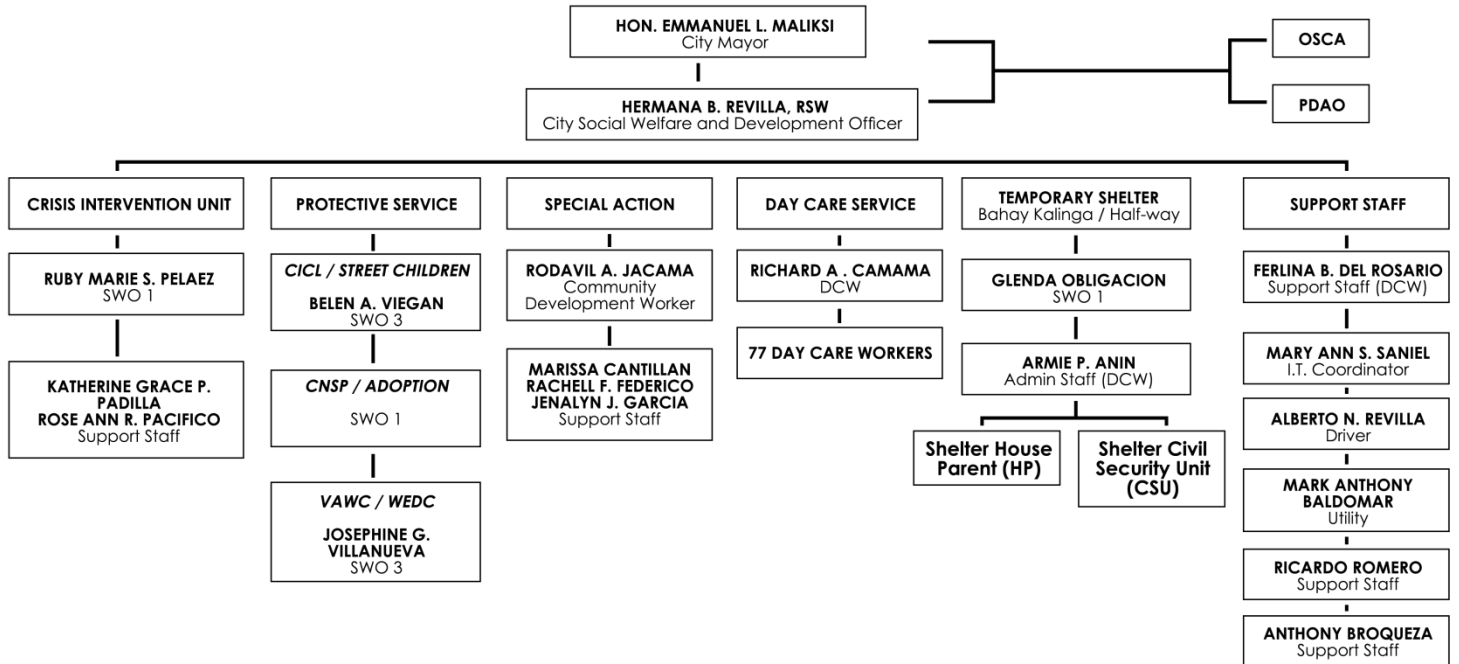 HON. EMMANUEL L. MALIKSI
City Mayor
OSCA
HERMANA B. REVILLA, RSW
City Social Welfare and Development Officer
PDAO
CRISIS INTERVENTION UNIT
RUBY MARIE S. PELAEZ
SWO 1
KATHERINE GRACE P.
PADILLA
ROSE ANN R. PACIFICO
Support Staff
PROTECTIVE SERVICE
CICL / STREET CHILDREN
BELEN A. VIEGAN
SWO 3
CNSP / ADOPTION
SWO 1
VAWC / WEDC
JOSEPHINE G.
VILLANUEVA
SWO 3
SPECIAL ACTION
RODAVIL A. JACAMA
Community
Development Worker
MARISSA CANTILLAN
RACHELL F. FEDERICO
JENALYN J. GARCIA
Support Staff
DAY CARE SERVICE
RICHARD A . CAMAMA
DCW
77 DAY CARE WORKERS
TEMPORARY SHELTER
Bahay Kalinga / Half-way
GLENDA OBLIGACION
SWO 1
ARMIE P. ANIN
Admin Staff (DCW)
Shelter House
Parent (HP)
Shelter Civil
Security Unit
(CSU)
SUPPORT STAFF
FERLINA B. DEL ROSARIO
Support Staff (DCW)
MARY ANN S. SANIEL
I.T. Coordinator
ALBERTO N. REVILLA
Driver
MARK ANTHONY
BALDOMAR
Utility
RICARDO ROMERO
Support Staff
ANTHONY BROQUEZA
Support Staff